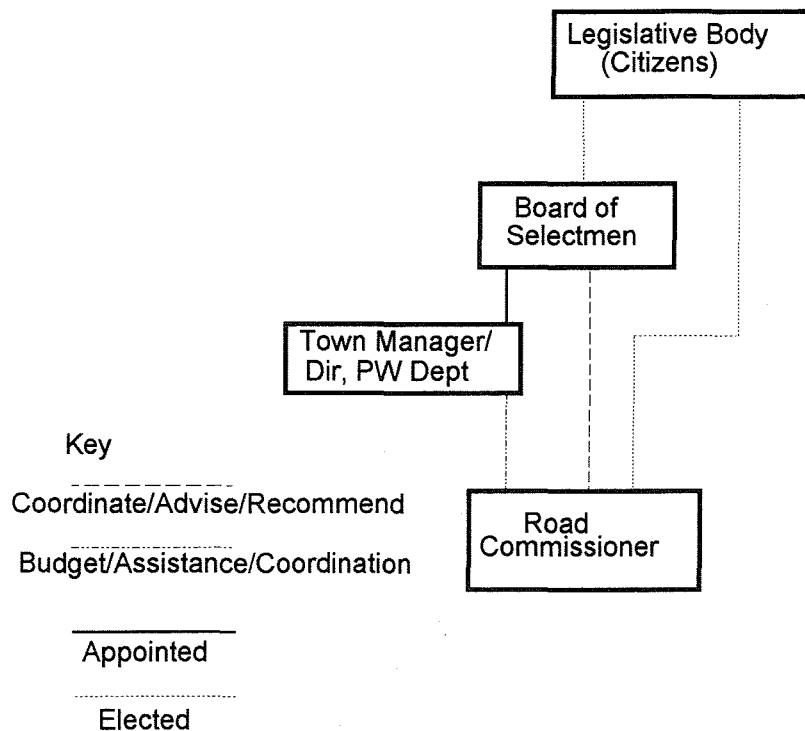 Legislative Body
(Citizens)
Board of
Selectmen
Town Manager/
Dir, PW Dept
Road
Commissioner
Key
Coordinate/Advise/Recommend
Budget/Assistance/Coordination
Appointed
Elected